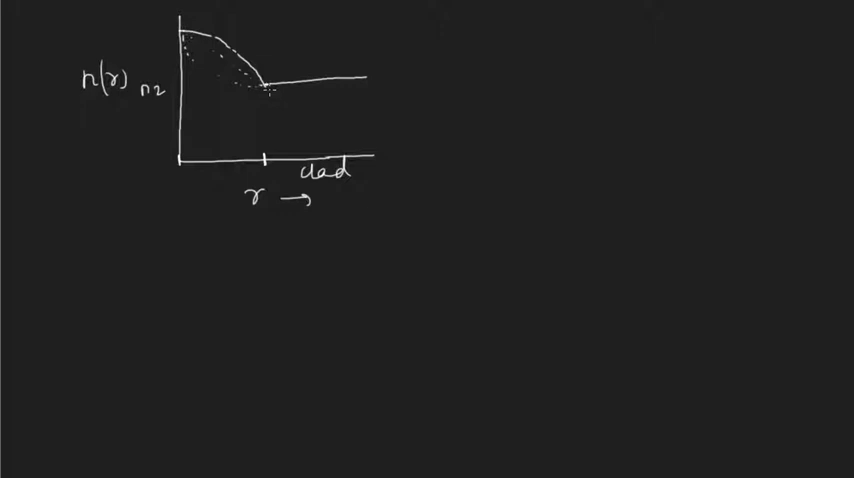 n(r) n2
clad
r →